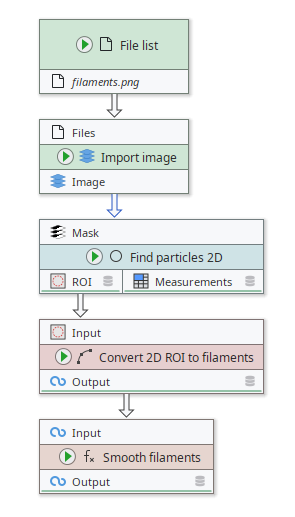 File list
filaments.png
Files
Import image
Image
Mask
Find particles 2D
ROI Measurements
Input
Convert 2D ROI to filaments
Output
Input
fx Smooth filaments
Output